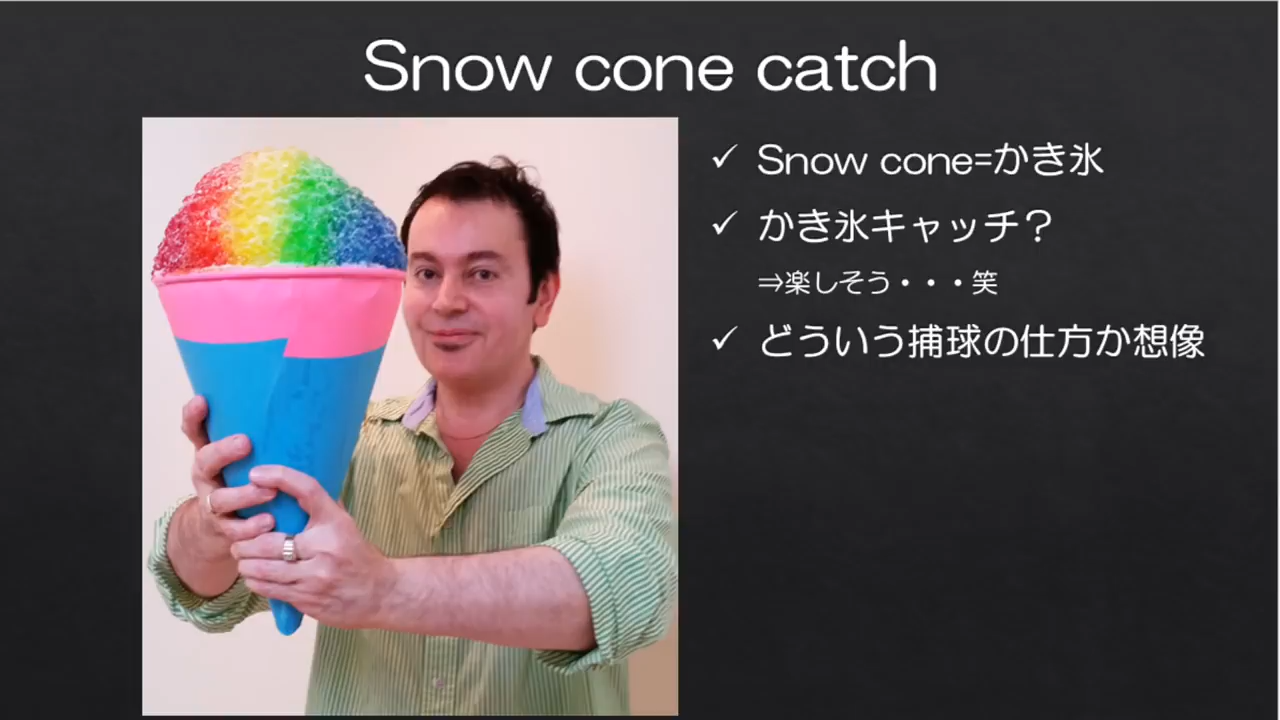 Snow cone catch
✓ Snow cone=かき氷
✓ かき氷キャッチ？
⇒楽しそう・・・笑
✓ どういう捕球の仕方か想像